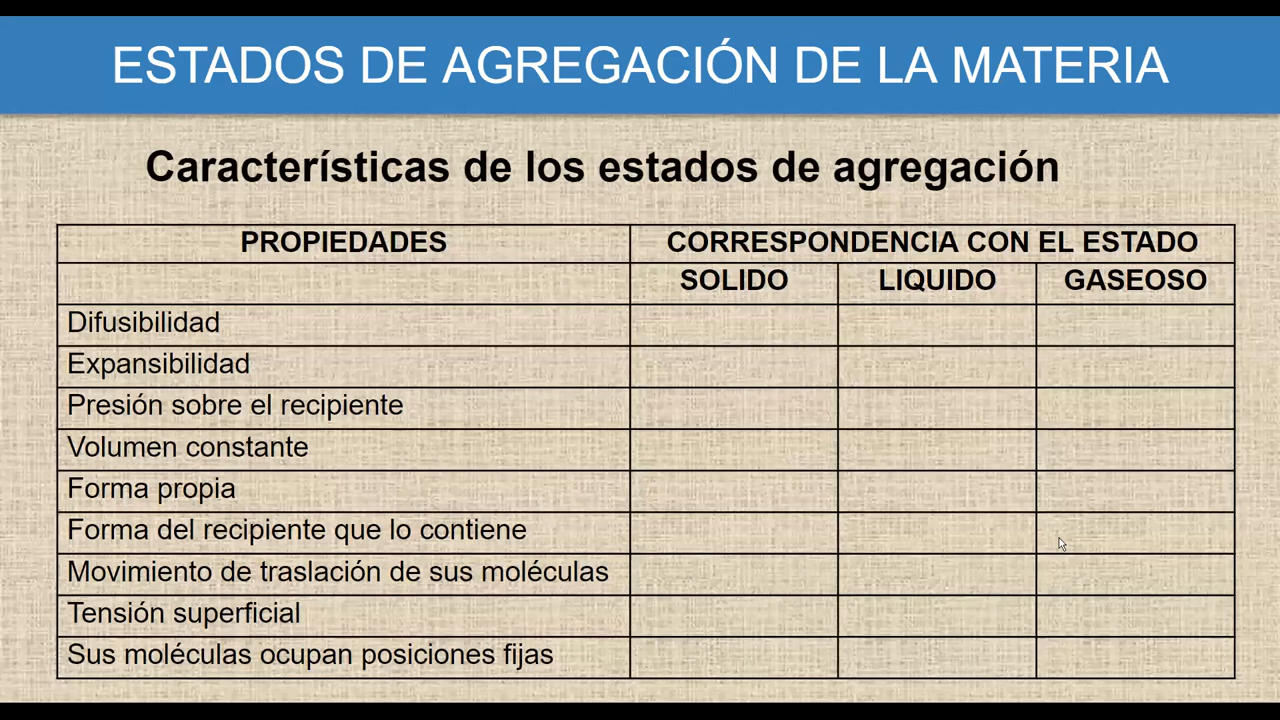 ESTADOS DE AGREGACIÓN DE LA MATERIA
Características de los estados de agregación
PROPIEDADES CORRESPONDENCIA CON EL ESTADO
SOLIDO LIQUIDO GASEOSO
Difusibilidad
Expansibilidad
Presión sobre el recipiente
Volumen constante
Forma propia
Forma del recipiente que lo contiene
Movimiento de traslación de sus moléculas
Tensión superficial
Sus moléculas ocupan posiciones fijas